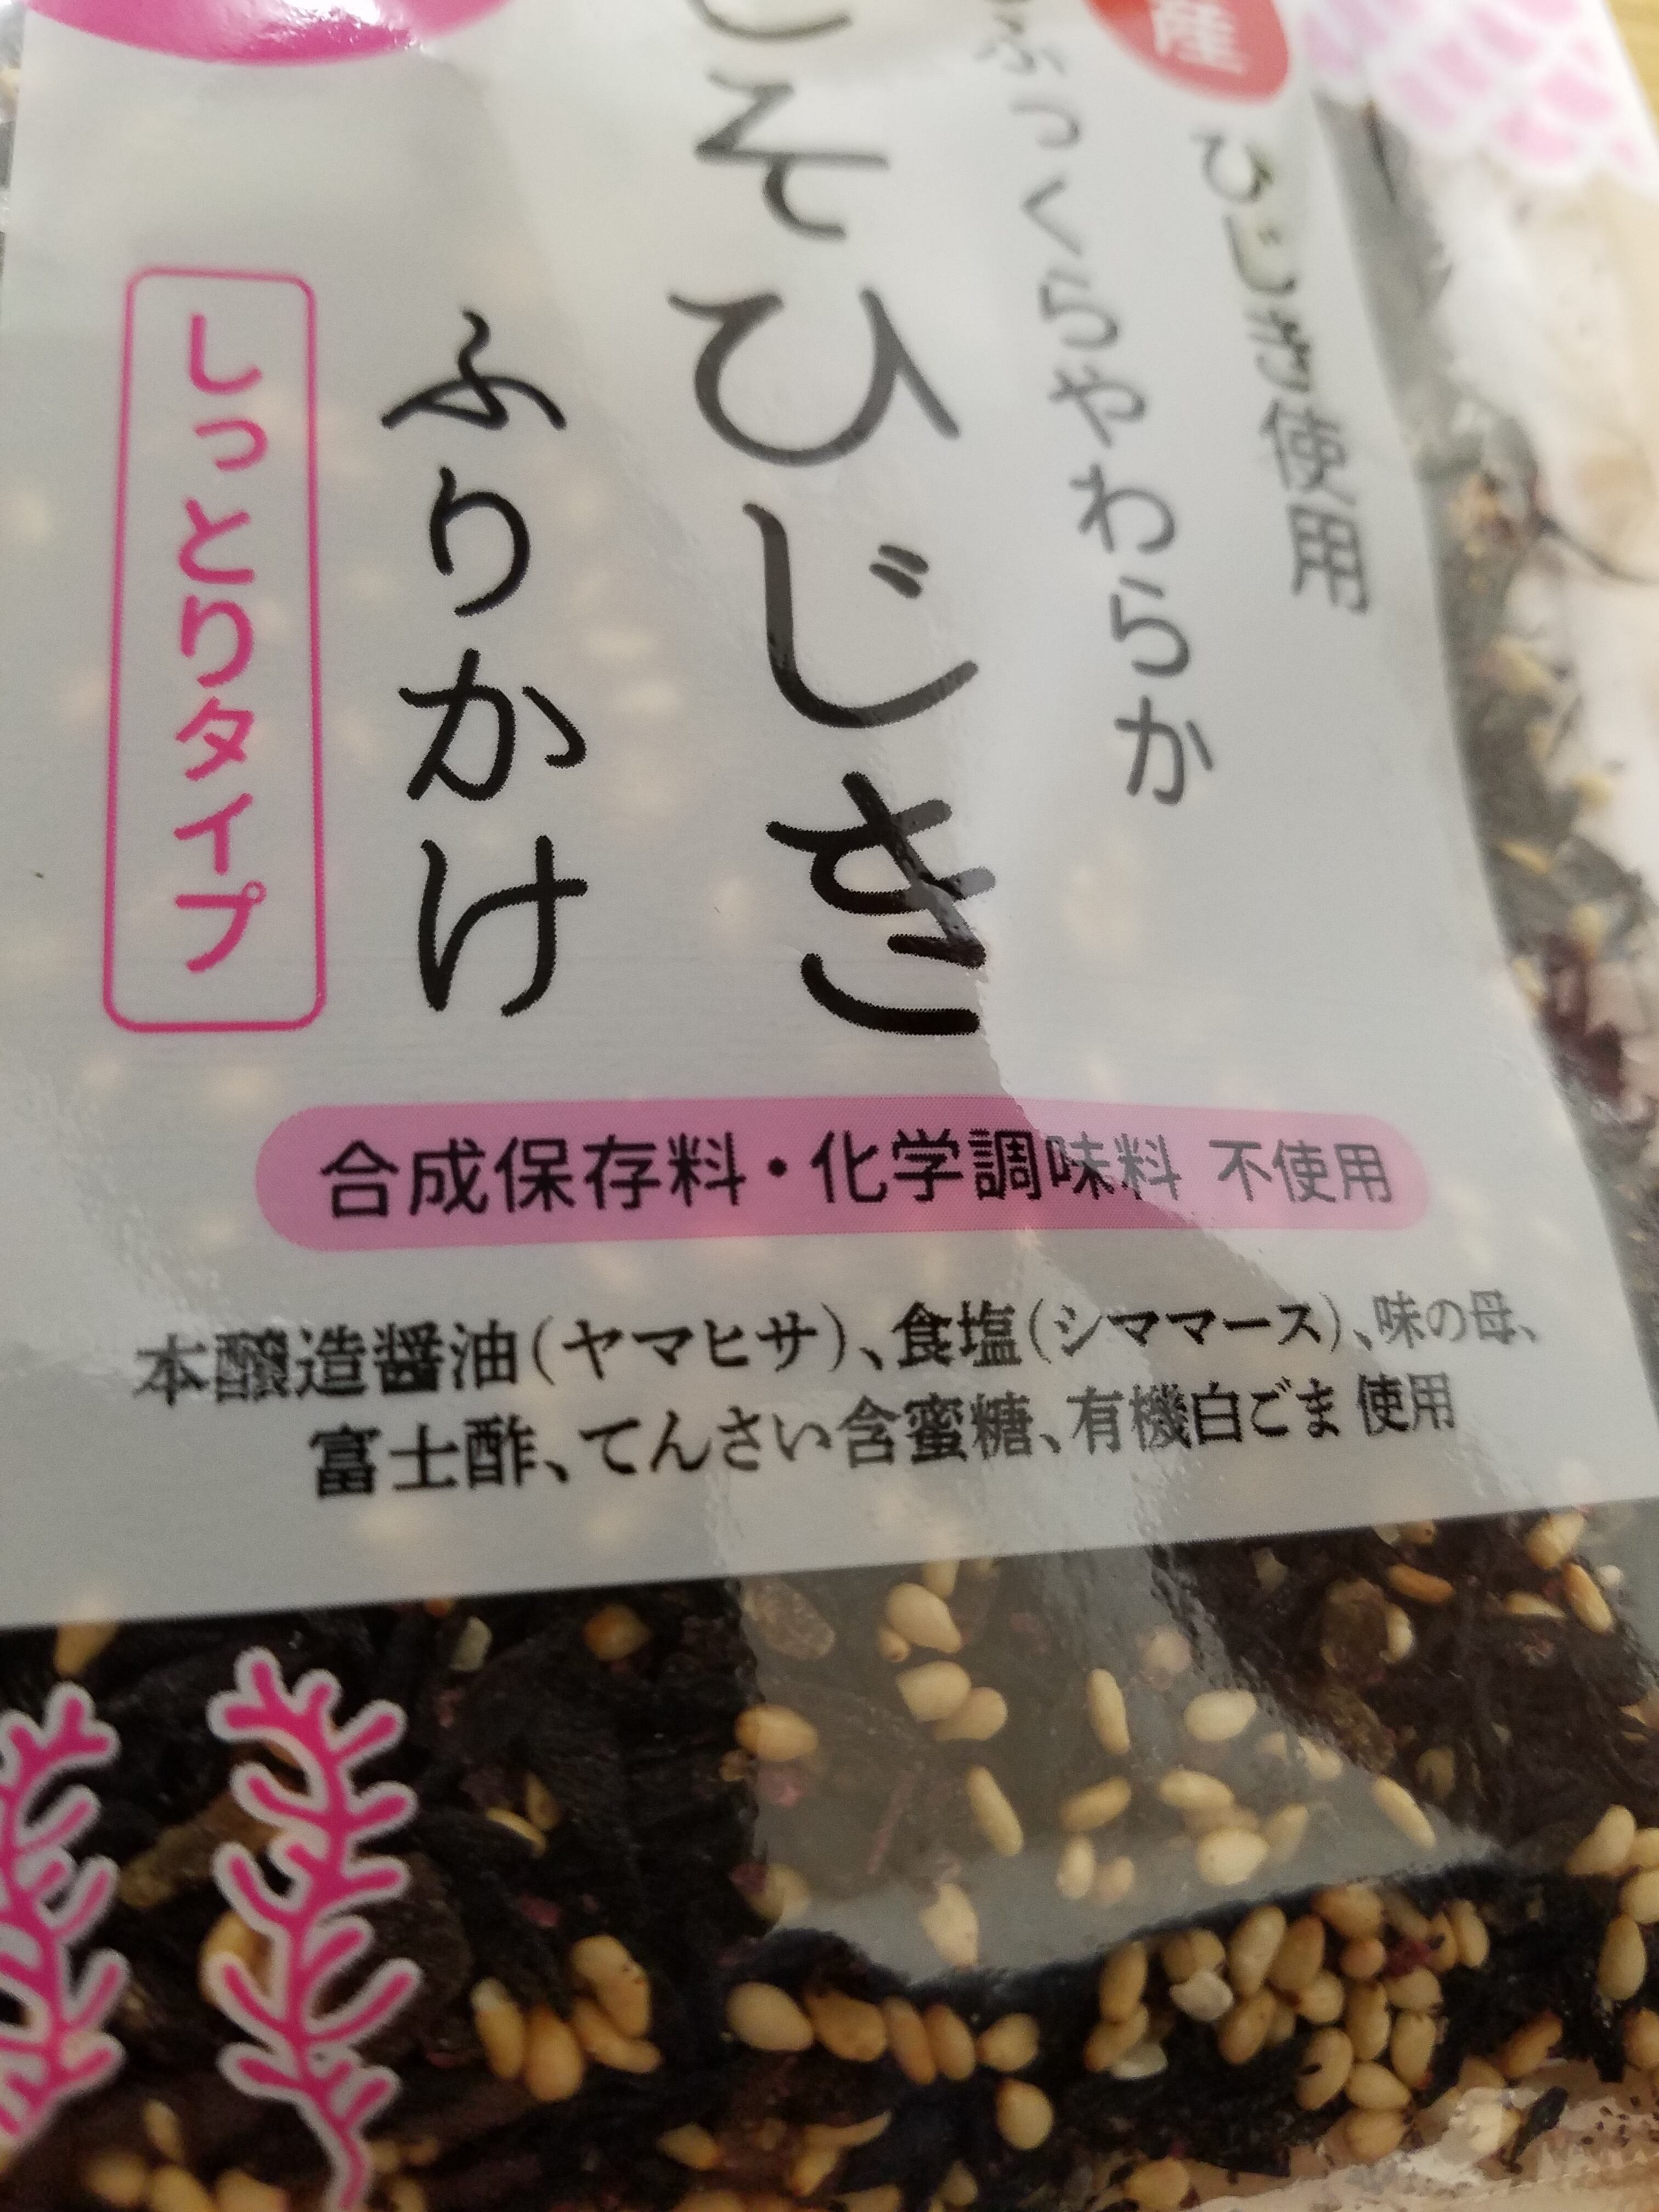 産
ひじき使用
ふっくらやわらか
しそひじき
ふりかけ
しっとりタイプ
合成保存料・化学調味料 不使用
本醸造醤油(ヤマヒサ)、食塩(シママース)、味の母、
富士酢、てんさい含蜜糖、有機白ごま 使用